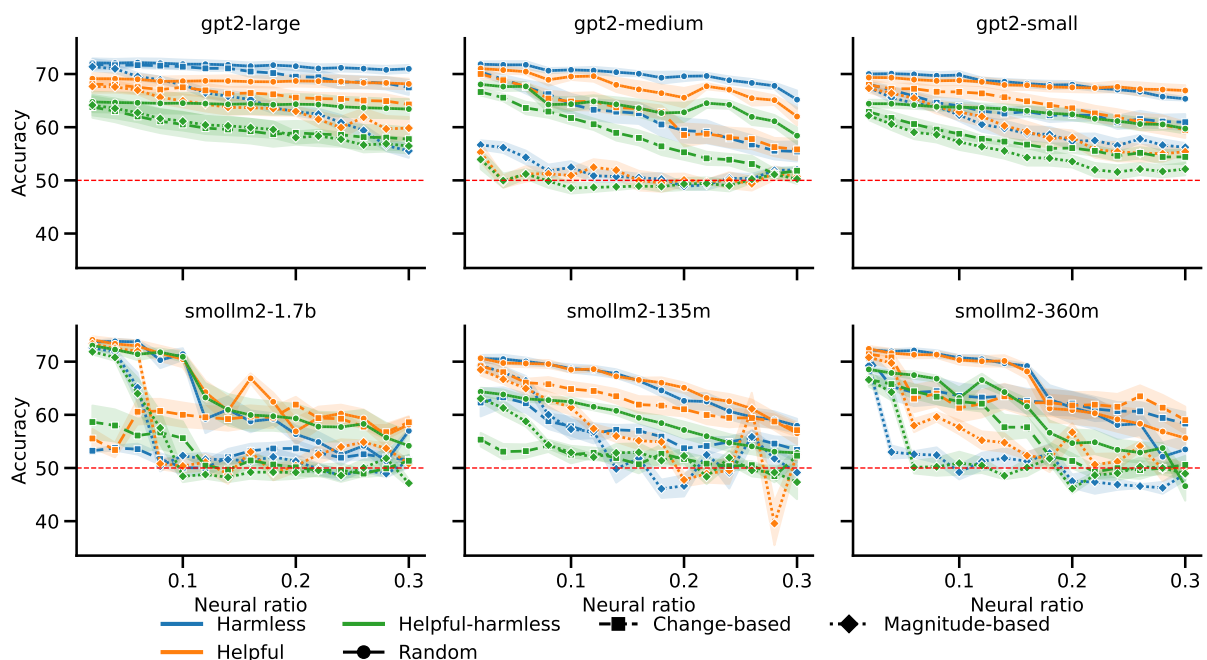 gpt2-large gpt2-medium gpt2-small
Accuracy
70
60
50
40
smollm2-1.7b smollm2-135m smollm2-360m
Accuracy
70
60
50
40
0.1 0.2 0.3 0.1 0.2 0.3 0.1 0.2 0.3
Neural ratio Neural ratio Neural ratio
Harmless Helpful-harmless Change-based Magnitude-based
Helpful Random